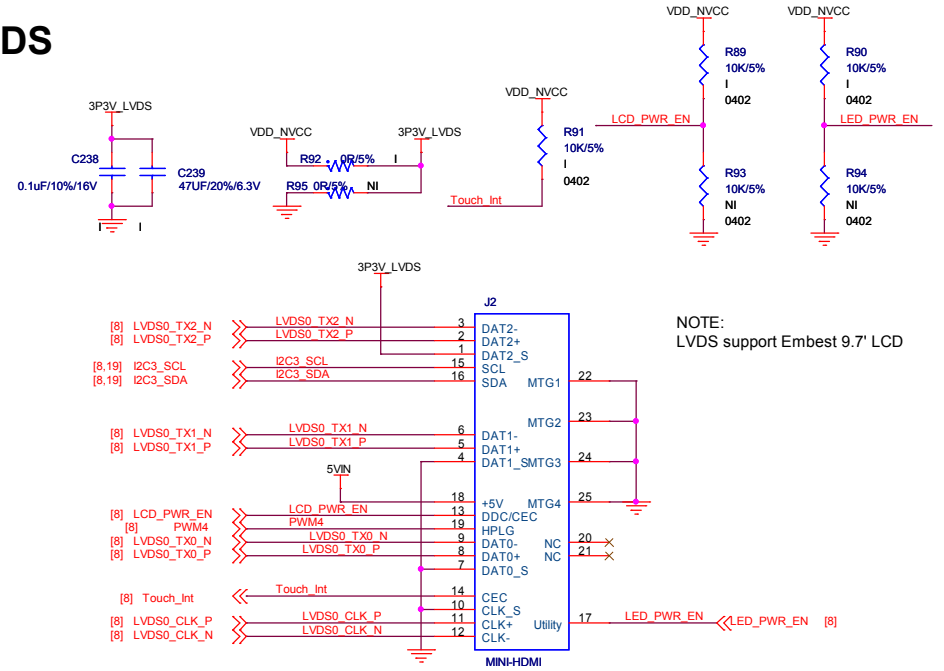 DS
VDD_NVCC
VDD_NVCC
R89
10K/5%
I
0402
R90
10K/5%
I
0402
LCD_PWR_EN
LED_PWR_EN
R93
10K/5%
NI
0402
R94
10K/5%
NI
0402
3P3V_LVDS
C238
0.1uF/10%/16V
C239
47UF/20%/6.3V
I
I
VDD_NVCC
3P3V_LVDS
R92
0R/5%
I
R95
0R/5%
NI
VDD_NVCC
R91
10K/5%
I
0402
Touch_Int
3P3V_LVDS
J2
NOTE:
LVDS support Embest 9.7' LCD
[8] LVDS0_TX2_N LVDS0_TX2_N 3 DAT2-
[8] LVDS0_TX2_P LVDS0_TX2_P 2 DAT2+
1 DAT2_S
[8,19] I2C3_SCL I2C3_SCL 15 SCL
[8,19] I2C3_SDA I2C3_SDA 16 SDA MTG1 22
MTG2 23
[8] LVDS0_TX1_N LVDS0_TX1_N 6 DAT1-
[8] LVDS0_TX1_P LVDS0_TX1_P 5 DAT1+
4 DAT1_S MTG3 24
5VIN
18 +5V MTG4 25
[8] LCD_PWR_EN LCD_PWR_EN 13 DDC/CEC
[8] PWM4 PWM4 19 HPLG
[8] LVDS0_TX0_N LVDS0_TX0_N 9 DAT0- NC 20
[8] LVDS0_TX0_P LVDS0_TX0_P 8 DAT0+ NC 21
7 DAT0_S
[8] Touch_Int Touch_Int 14 CEC
10 CLK_S
[8] LVDS0_CLK_P LVDS0_CLK_P 11 CLK+ Utility 17 LED_PWR_EN LED_PWR_EN [8]
[8] LVDS0_CLK_N LVDS0_CLK_N 12 CLK-
MINI-HDMI